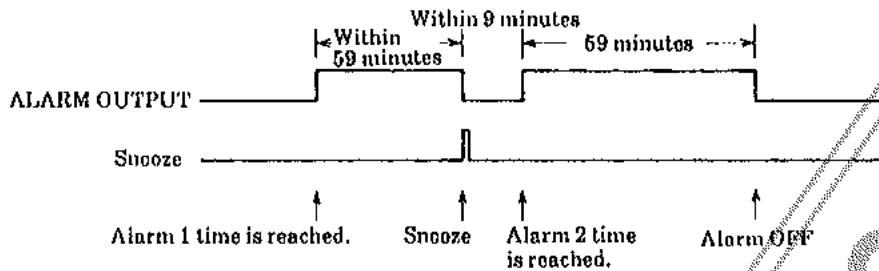 Within 9 minutes
Within
59 minutes
59 minutes
ALARM OUTPUT
Snooze
Alarm 1 time is reached.
Snooze
Alarm 2 time
is reached.
Alarm OFF